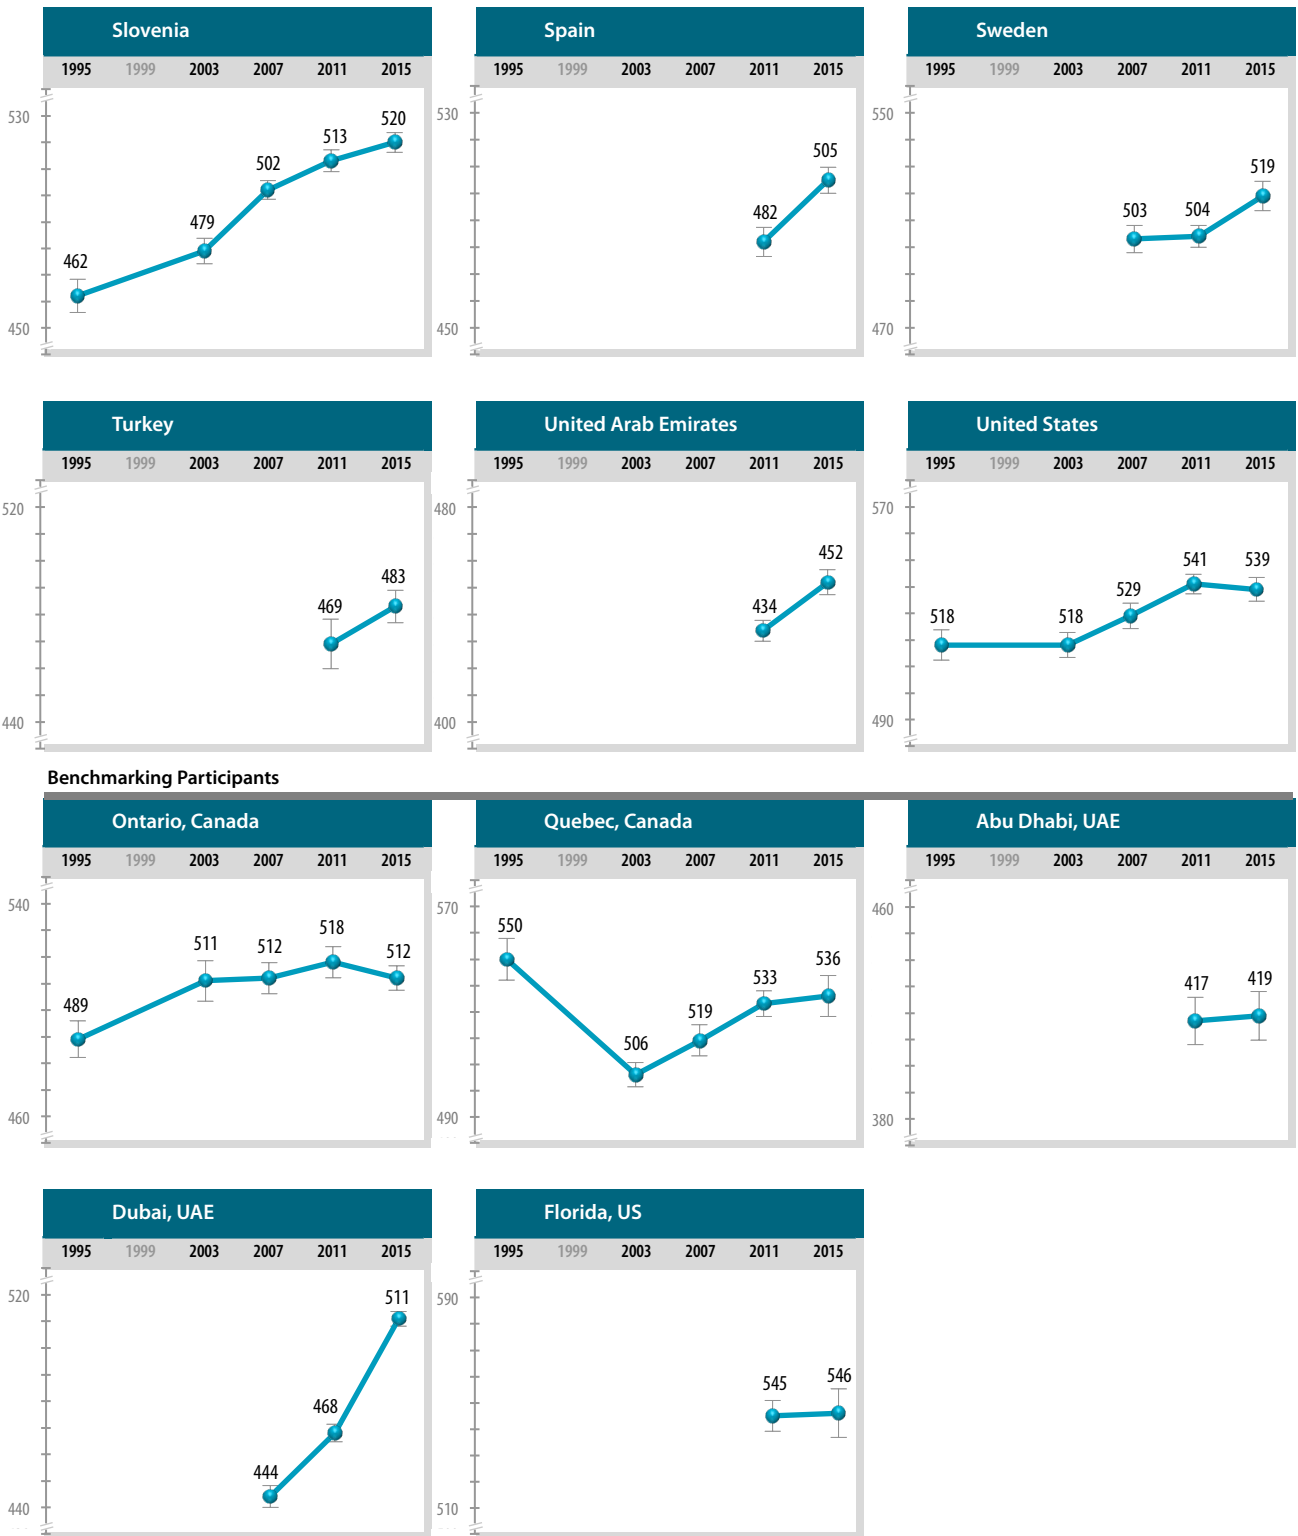 Slovenia Spain Sweden
1995 1999 2003 2007 2011 2015 1995 1999 2003 2007 2011 2015 1995 1999 2003 2007 2011 2015
530 530 550
520
513
505 519
502
482 503 504
479
462
450 450 470
Turkey United Arab Emirates United States
1995 1999 2003 2007 2011 2015 1995 1999 2003 2007 2011 2015 1995 1999 2003 2007 2011 2015
520 480 570
452 541 539
483 529
469 434 518 518
440 400 490
Benchmarking Participants
Ontario, Canada Quebec, Canada Abu Dhabi, UAE
1995 1999 2003 2007 2011 2015 1995 1999 2003 2007 2011 2015 1995 1999 2003 2007 2011 2015
540 570 460
518 550
511 512 512 536
533 417 419
489 519
506
460 490 380
Dubai, UAE Florida, US
1995 1999 2003 2007 2011 2015 1995 1999 2003 2007 2011 2015
520 511 590
468 545 546
444
440 510